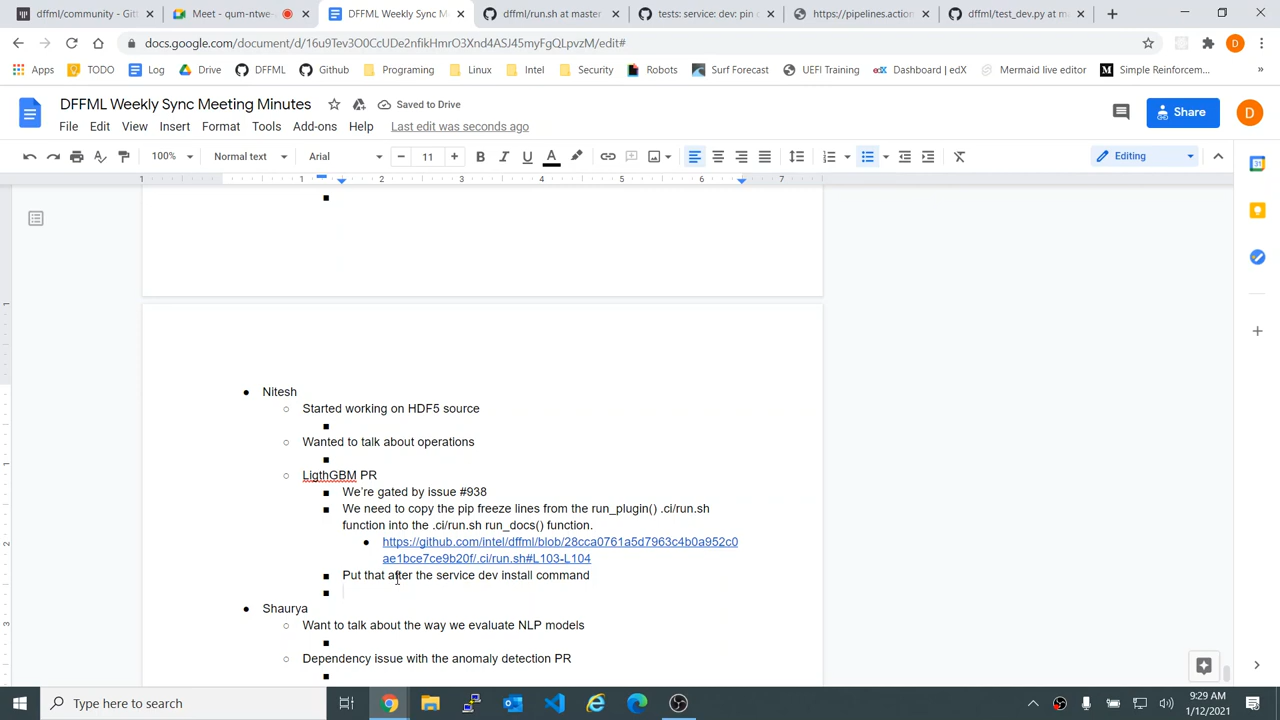 dffml/community - Git
Meet - qum-ntwe-
DFFML Weekly Sync M
dffml/run.sh at master
tests: service: dev: pin c
https://pipelines.action
dffml/test_dev.py at ma
docs.google.com/document/d/16u9Tev3O0CcUDe2nfikHmrO3Xnd4ASJ45myFgQLpvzM/edit#
D
Apps TODO Log Drive DFFML Github Programing Linux Intel Security Robots Surf Forecast UEFI Training Dashboard | edX Mermaid live editor Simple Reinforcem...
DFFML Weekly Sync Meeting Minutes
Saved to Drive
File Edit View Insert Format Tools Add-ons Help Last edit was seconds ago
Share
D
100% Normal text Arial 11 Editing
1 1 2 3 4 5 6 7
Nitesh
Started working on HDF5 source
Wanted to talk about operations
LigthGBM PR
We're gated by issue #938
We need to copy the pip freeze lines from the run_plugin() .ci/run.sh
function into the .ci/run.sh run_docs() function.
https://github.com/intel/dffml/blob/28cca0761a5d7963c4b0a952c0
ae1bce7ce9b20f/.ci/run.sh#L103-L104
Put that after the service dev install command
Shaurya
Want to talk about the way we evaluate NLP models
Dependency issue with the anomaly detection PR
Type here to search
9:29 AM
1/12/2021